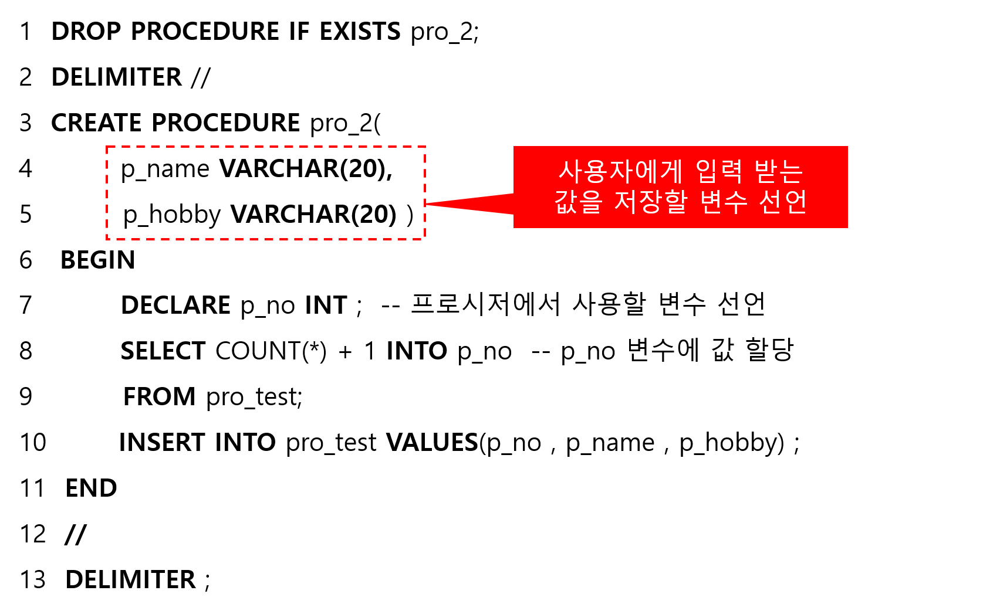 1 DROP PROCEDURE IF EXISTS pro_2;
2 DELIMITER //
3 CREATE PROCEDURE pro_2(
4 p_name VARCHAR(20),
5 p_hobby VARCHAR(20) )
사용자에게 입력 받는
값을 저장할 변수 선언
6 BEGIN
7 DECLARE p_no INT ; -- 프로시저에서 사용할 변수 선언
8 SELECT COUNT(*) + 1 INTO p_no -- p_no 변수에 값 할당
9 FROM pro_test;
10 INSERT INTO pro_test VALUES(p_no , p_name , p_hobby) ;
11 END
12 //
13 DELIMITER ;